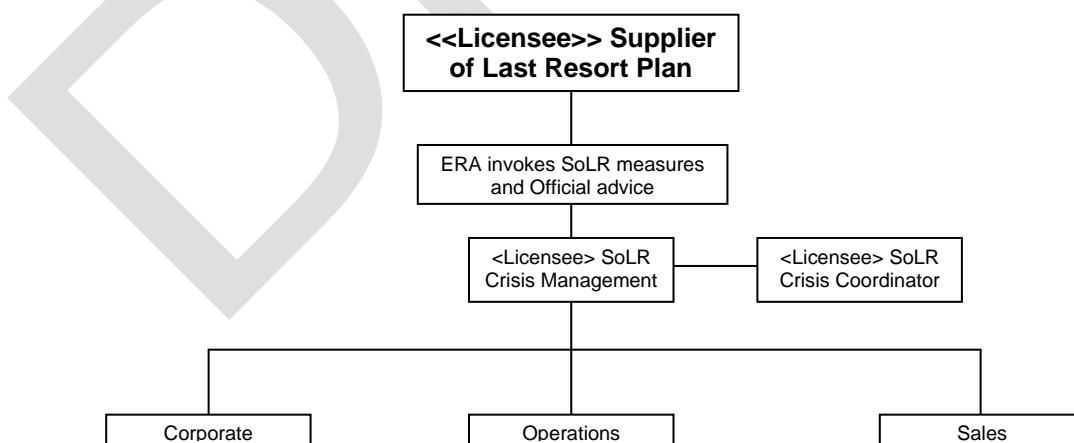 <<Licensee>> Supplier
of Last Resort Plan
ERA invokes SoLR measures
and Official advice
<Licensee> SoLR
Crisis Management
<Licensee> SoLR
Crisis Coordinator
Corporate
Operations
Sales